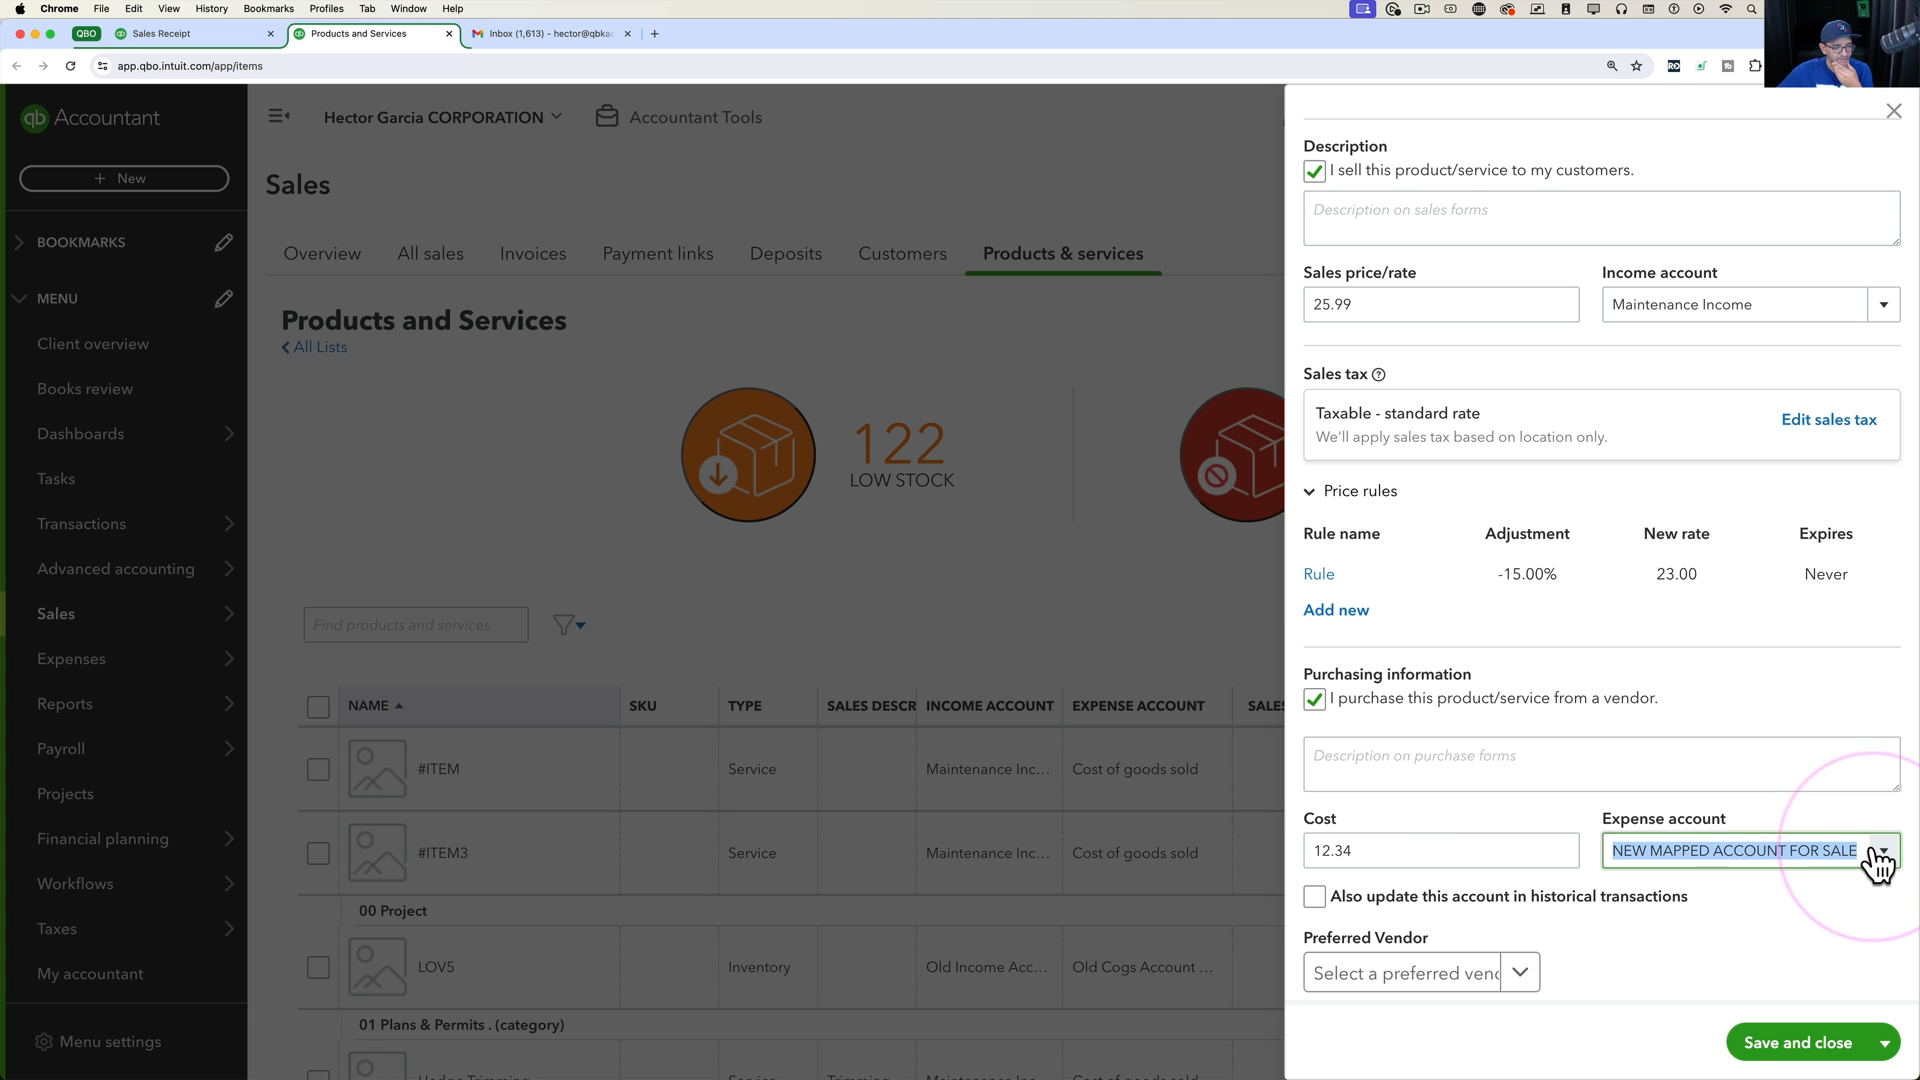 Chrome File Edit View History Bookmarks Profiles Tab Window Help
QBO Sales Receipt Products and Services Inbox (1,613) - hector@qbkac
app.qbo.intuit.com/app/items
qb Accountant
+ New
BOOKMARKS
MENU
Client overview
Books review
Dashboards
Tasks
Transactions
Advanced accounting
Sales
Expenses
Reports
Payroll
Projects
Financial planning
Workflows
Taxes
My accountant
Menu settings
Hector Garcia CORPORATION Accountant Tools
Sales
Overview All sales Invoices Payment links Deposits Customers Products & services
Products and Services
All Lists
122
LOW STOCK
Find products and services
NAME SKU TYPE SALES DESCR INCOME ACCOUNT EXPENSE ACCOUNT SALES
#ITEM Service Maintenance Inc... Cost of goods sold
#ITEM3 Service Maintenance Inc... Cost of goods sold
00 Project
LOV5 Inventory Old Income Acc... Old Cogs Account ...
01 Plans & Permits . (category)
Description
I sell this product/service to my customers.
Description on sales forms
Sales price/rate Income account
25.99 Maintenance Income
Sales tax
Taxable - standard rate
Edit sales tax
We'll apply sales tax based on location only.
Price rules
Rule name Adjustment New rate Expires
Rule -15.00% 23.00 Never
Add new
Purchasing information
I purchase this product/service from a vendor.
Description on purchase forms
Cost Expense account
12.34 NEW MAPPED ACCOUNT FOR SALE
Also update this account in historical transactions
Preferred Vendor
Select a preferred venc
Save and close